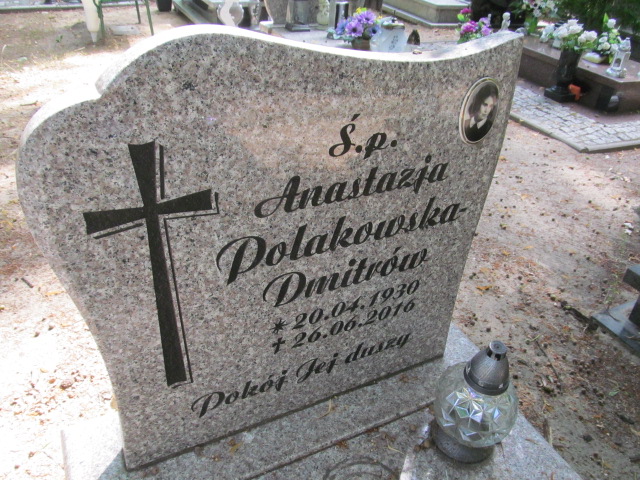 Ś.p.
Anastazja
Polakowska-
Dmitrów
* 20.04.1930
✝ 26.06.2016
Pokój Jej duszy